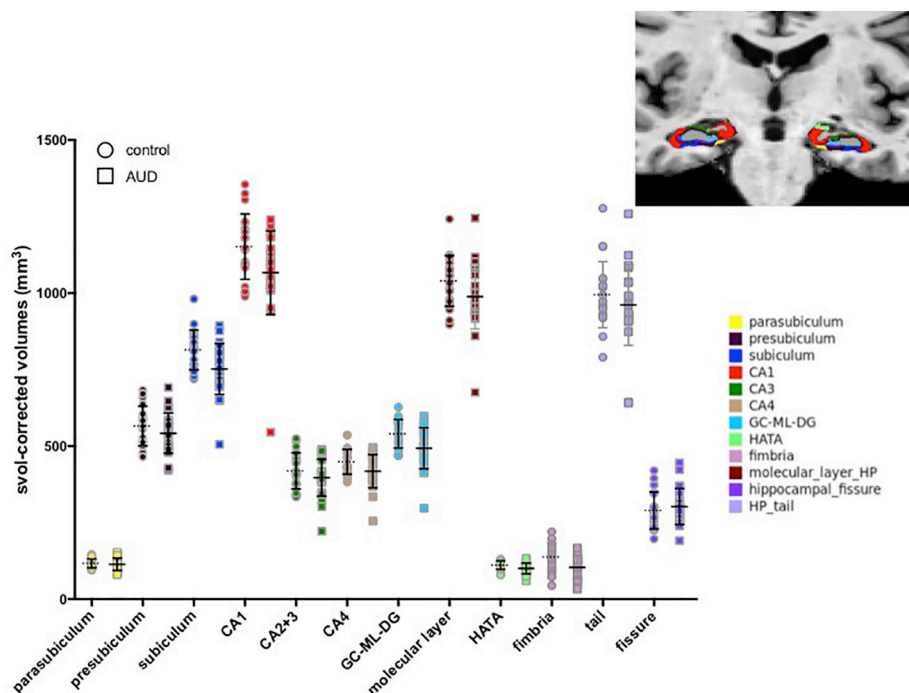 1500
1000
500
0
svol-corrected volumes (mm³)
control
AUD
parasubiculum
presubiculum
subiculum
CA1
CA2+3
CA4
GC-ML-DG
molecular layer
HATA
fimbria
tail
fissure
parasubiculum
presubiculum
subiculum
CA1
CA3
CA4
GC-ML-DG
HATA
fimbria
molecular_layer_HP
hippocampal_fissure
HP_tail